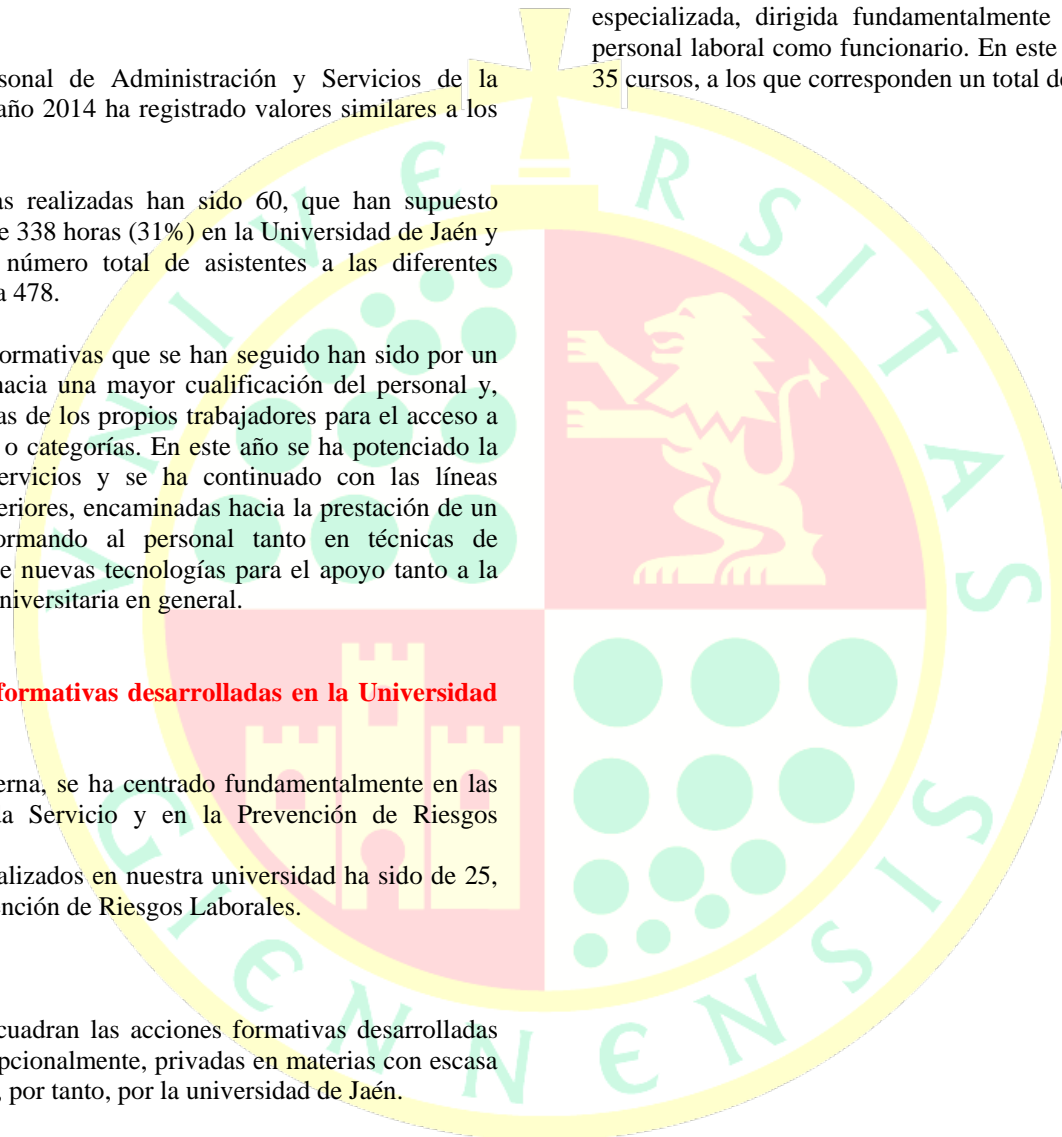 rsonal de Administración y Servicios de la
año 2014 ha registrado valores similares a los
as realizadas han sido 60, que han supuesto
e 338 horas (31%) en la Universidad de Jaén y
número total de asistentes a las diferentes
a 478.
ormativas que se han seguido han sido por un
hacia una mayor cualificación del personal y,
as de los propios trabajadores para el acceso a
o categorías. En este año se ha potenciado la
ervicios y se ha continuado con las líneas
eriores, encaminadas hacia la prestación de un
ormando al personal tanto en técnicas de
e nuevas tecnologías para el apoyo tanto a la
niversitaria en general.
formativas desarrolladas en la Universidad
erna, se ha centrado fundamentalmente en las
a Servicio y en la Prevención de Riesgos
alizados en nuestra universidad ha sido de 25,
ención de Riesgos Laborales.
cuadran las acciones formativas desarrolladas
pcionalmente, privadas en materias con escasa
, por tanto, por la universidad de Jaén.
especializada, dirigida fundamentalmente
personal laboral como funcionario. En este
35 cursos, a los que corresponden un total de
UNIVERSITAS
GIENNENSIS